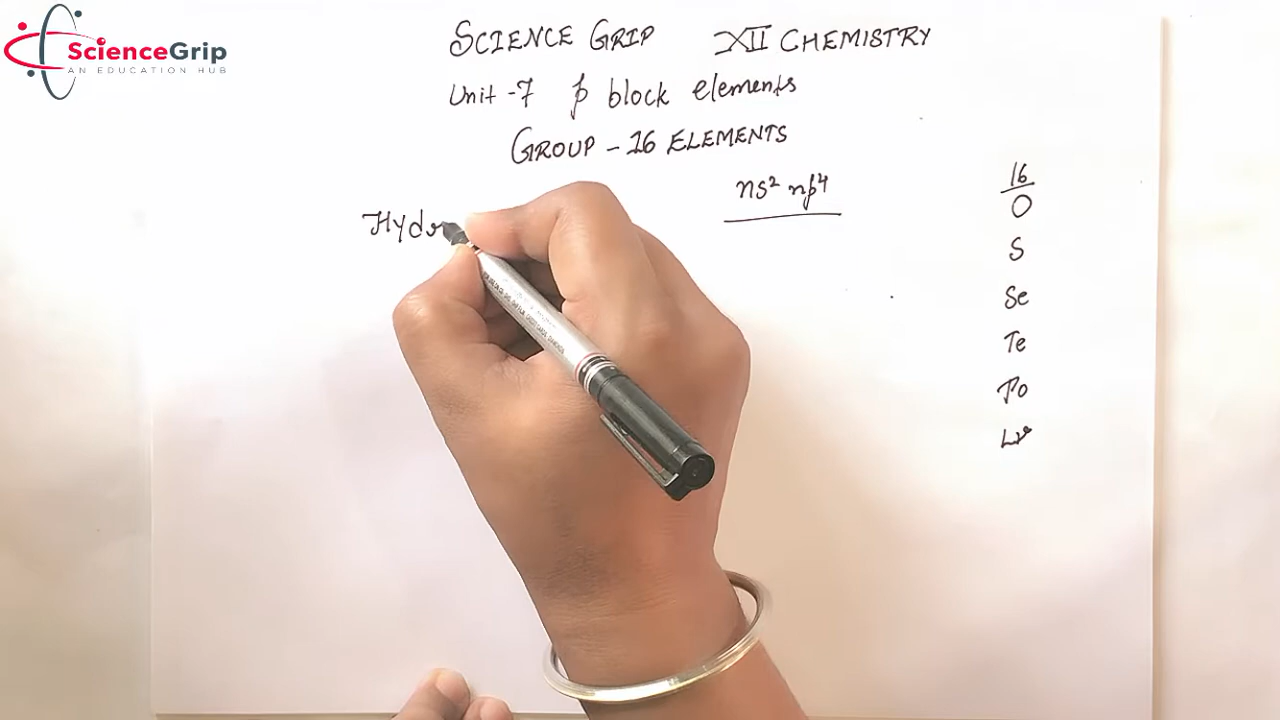 ScienceGrip
AN EDUCATION HUB
SCIENCE GRIP XII CHEMISTRY
Unit-7 p block elements
GROUP - 16 ELEMENTS
ns² np⁴
Hydr
16
O
S
Se
Te
Po
Lv